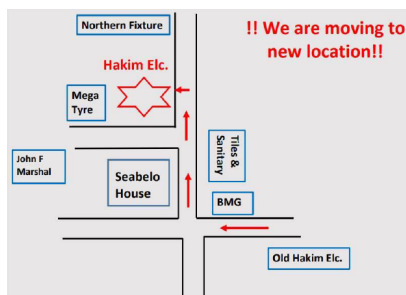 Northern Fixture
!! We are moving to
new location!!
Hakim Elc.
Mega
Tyre
Tiles &
Sanitary
John F
Marshal
Seabelo
House
BMG
Old Hakim Elc.